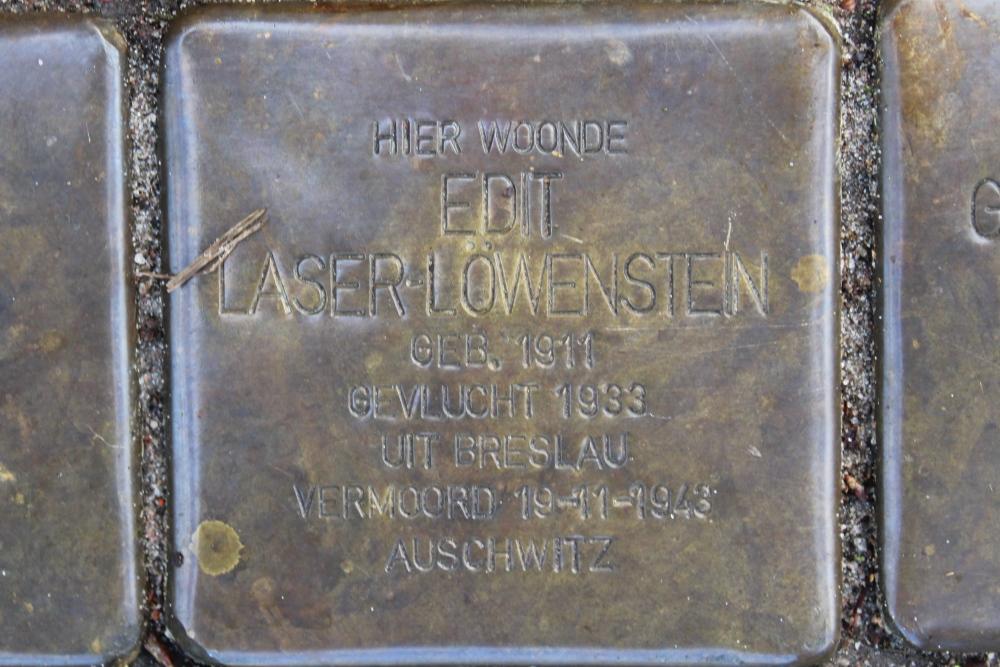 HIER WOONDE
EDIT
LASER-LÖWENSTEIN
GEB. 1911
GEVLUCHT 1933
UIT BRESLAU
VERMOORD 19-11-1943
AUSCHWITZ
G